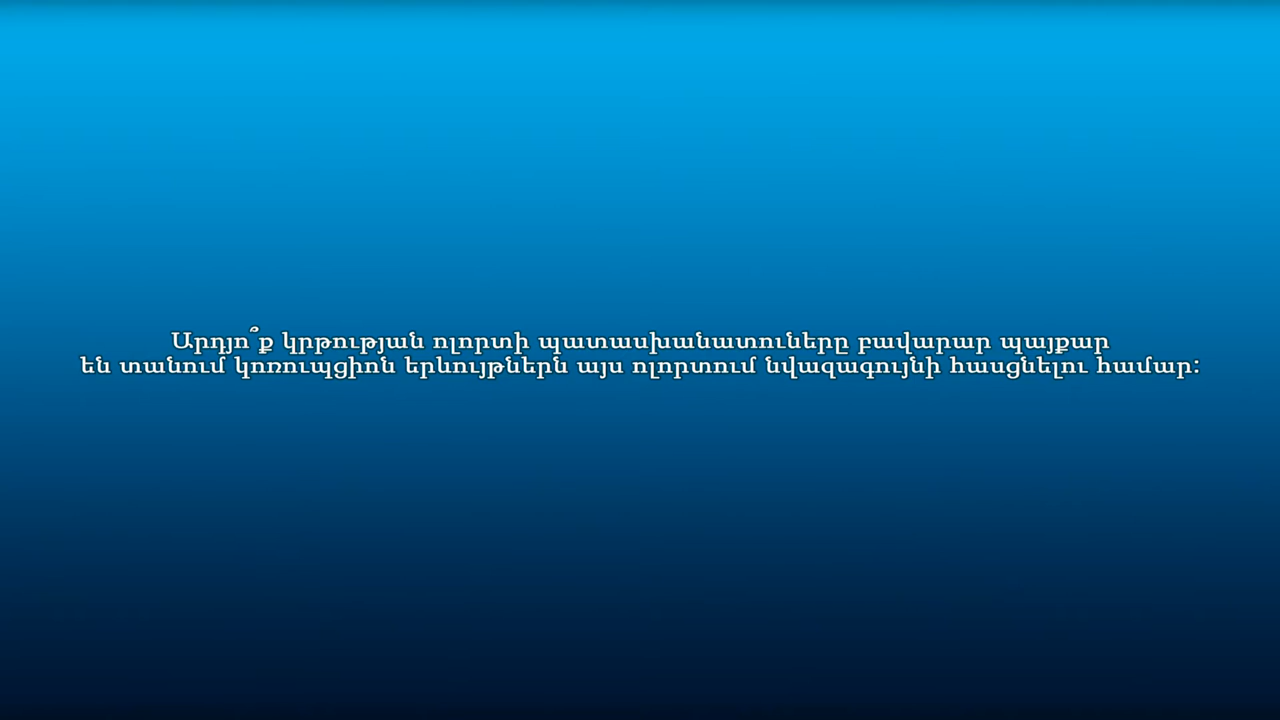 Արդյո՞ք կրթության ոլորտի պատասխանատուները բավարար պայքար
են տանում կոռուպցիոն երևույթներն այս ոլորտում նվազագույնի հասցնելու համար: